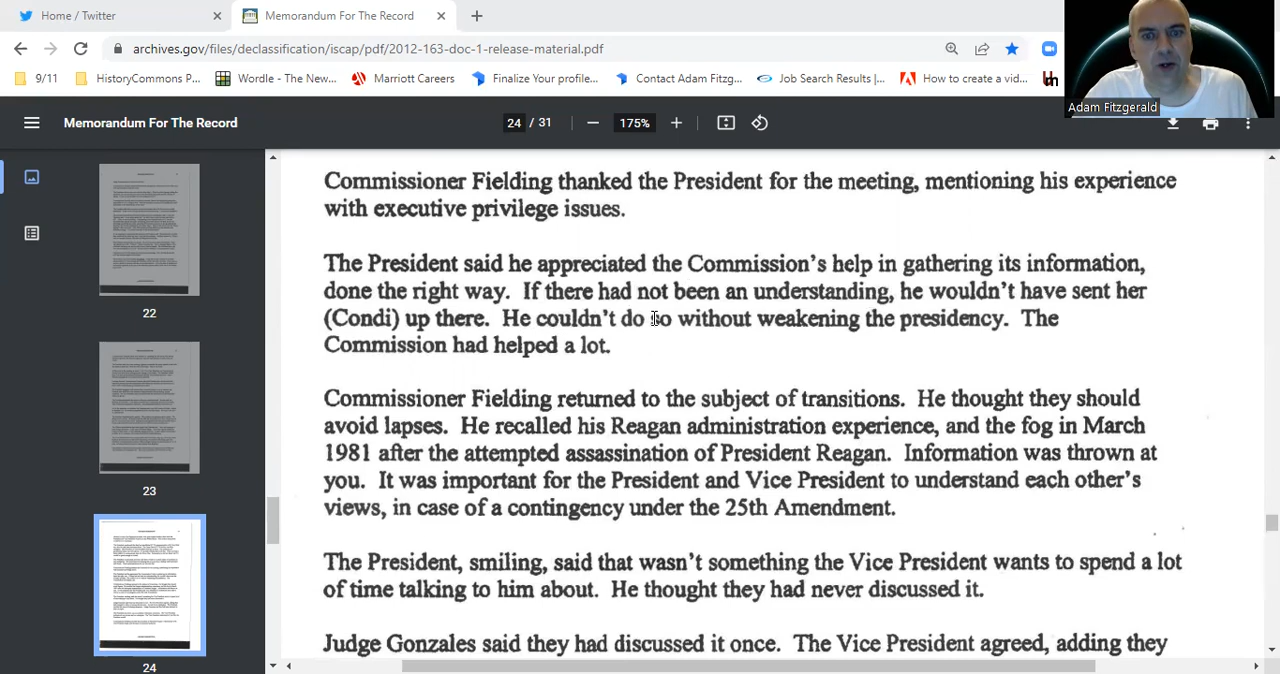 Home / Twitter
Memorandum For The Record
archives.gov/files/declassification/iscap/pdf/2012-163-doc-1-release-material.pdf
9/11
HistoryCommons P...
Wordle - The New...
Marriott Careers
Finalize Your profile...
Contact Adam Fitzg...
Job Search Results |...
How to create a vid...
Adam Fitzgerald
Memorandum For The Record
24 / 31
175%
22
23
24
Commissioner Fielding thanked the President for the meeting, mentioning his experience
with executive privilege issues.
The President said he appreciated the Commission's help in gathering its information,
done the right way. If there had not been an understanding, he wouldn't have sent her
(Condi) up there. He couldn't do so without weakening the presidency. The
Commission had helped a lot.
Commissioner Fielding returned to the subject of transitions. He thought they should
avoid lapses. He recalled his Reagan administration experience, and the fog in March
1981 after the attempted assassination of President Reagan. Information was thrown at
you. It was important for the President and Vice President to understand each other's
views, in case of a contingency under the 25th Amendment.
The President, smiling, said that wasn't something the Vice President wants to spend a lot
of time talking to him about. He thought they had never discussed it.
Judge Gonzales said they had discussed it once. The Vice President agreed, adding they